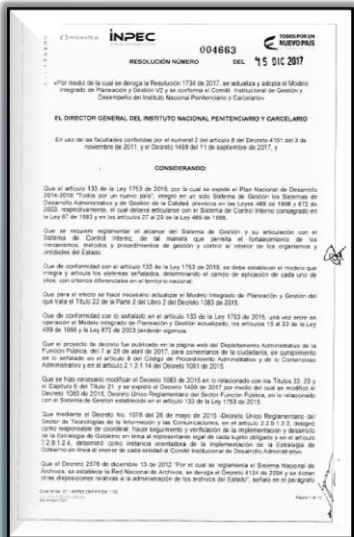 INPEC
TODOS POR UN
NUEVO PAÍS
004663
RESOLUCIÓN NÚMERO DEL 15 DIC 2017
«Por medio de la cual se deroga la Resolución 1734 de 2017, se actualiza y adopta el Modelo
Integrado de Planeación y Gestión V2 y se conforma el Comité Institucional de Gestión y
Desempeño del Instituto Nacional Penitenciario y Carcelario»
EL DIRECTOR GENERAL DEL INSTITUTO NACIONAL PENITENCIARIO Y CARCELARIO
En uso de las facultades conferidas por el numeral 2 del artículo 8 del Decreto 4151 del 3 de
noviembre de 2011, y el Decreto 1499 del 11 de septiembre de 2017, y
CONSIDERANDO:
Que el artículo 133 de la Ley 1753 de 2015, por la cual se expide el Plan Nacional de Desarrollo
2014-2018 "Todos por un nuevo país", integró en un solo Sistema de Gestión los Sistemas de
Desarrollo Administrativo y de Gestión de la Calidad, previstos en las Leyes 489 de 1998 y 872 de
2003, respectivamente, el cual deberá articularse con el Sistema de Control Interno consagrado en
la Ley 87 de 1993 y en los artículos 27 al 29 de la Ley 489 de 1998.
Que se requiere reglamentar el alcance del Sistema de Gestión y su articulación con el
Sistema de Control Interno, de tal manera que permita el fortalecimiento de los
mecanismos, métodos y procedimientos de gestión y control al interior de los organismos y
unidades del Estado.
Que de conformidad con el artículo 133 de la Ley 1753 de 2015, se debe establecer el modelo que
integra y articula los sistemas señalados, determinando el campo de aplicación de cada uno de
ellos, con criterios diferenciales en el territorio nacional.
Que para el efecto se hace necesario actualizar el Modelo Integrado de Planeación y Gestión del
que trata el Título 22 de la Parte 2 del Libro 2 del Decreto 1083 de 2015.
Que de conformidad con lo señalado en el artículo 133 de la Ley 1753 de 2015, una vez entre en
operación el Modelo Integrado de Planeación y Gestión actualizado, los artículos 15 al 23 de la Ley
489 de 1998 y la Ley 872 de 2003 perderán vigencia.
Que el proyecto de decreto fue publicado en la página web del Departamento Administrativo de la
Función Pública, del 7 al 28 de abril de 2017, para comentarios de la ciudadanía, en cumplimiento
de lo señalado en el artículo 8 del Código de Procedimiento Administrativo y de lo Contencioso
Administrativo y en el artículo 2.1.2.1.14 del Decreto 1081 de 2015.
Que se hizo necesario modificar el Decreto 1083 de 2015 en lo relacionado con los Títulos 22, 23 y
el Capítulo 6 del Título 21, y se expidió el Decreto 1499 de 2017 por medio del cual se modificó el
Decreto 1083 de 2015, Decreto Único Reglamentario del Sector Función Pública, en lo relacionado
con el Sistema de Gestión establecido en el artículo 133 de la Ley 1753 de 2015.
Que mediante el Decreto No. 1078 del 26 de mayo de 2015 -Decreto Único Reglamentario del
Sector de Tecnologías de la Información y las Comunicaciones, en el artículo 2.2.9.1.2.3, designó
como responsable de coordinar, hacer seguimiento y verificación de la implementación y desarrollo
de la Estrategia de Gobierno en línea al representante legal de cada sujeto obligado y en el artículo
2.2.9.1.2.4, determinó como instancia orientadora de la implementación de la Estrategia de
Gobierno en línea al interior de cada entidad al Comité Institucional de Desarrollo Administrativo.
Que el Decreto 2578 de diciembre 13 de 2012 "Por el cual se reglamenta el Sistema Nacional de
Archivos, se establece la Red Nacional de Archivos, se deroga el Decreto 4124 de 2004 y se dictan
otras disposiciones relativas a la administración de los archivos del Estado", señaló en el parágrafo